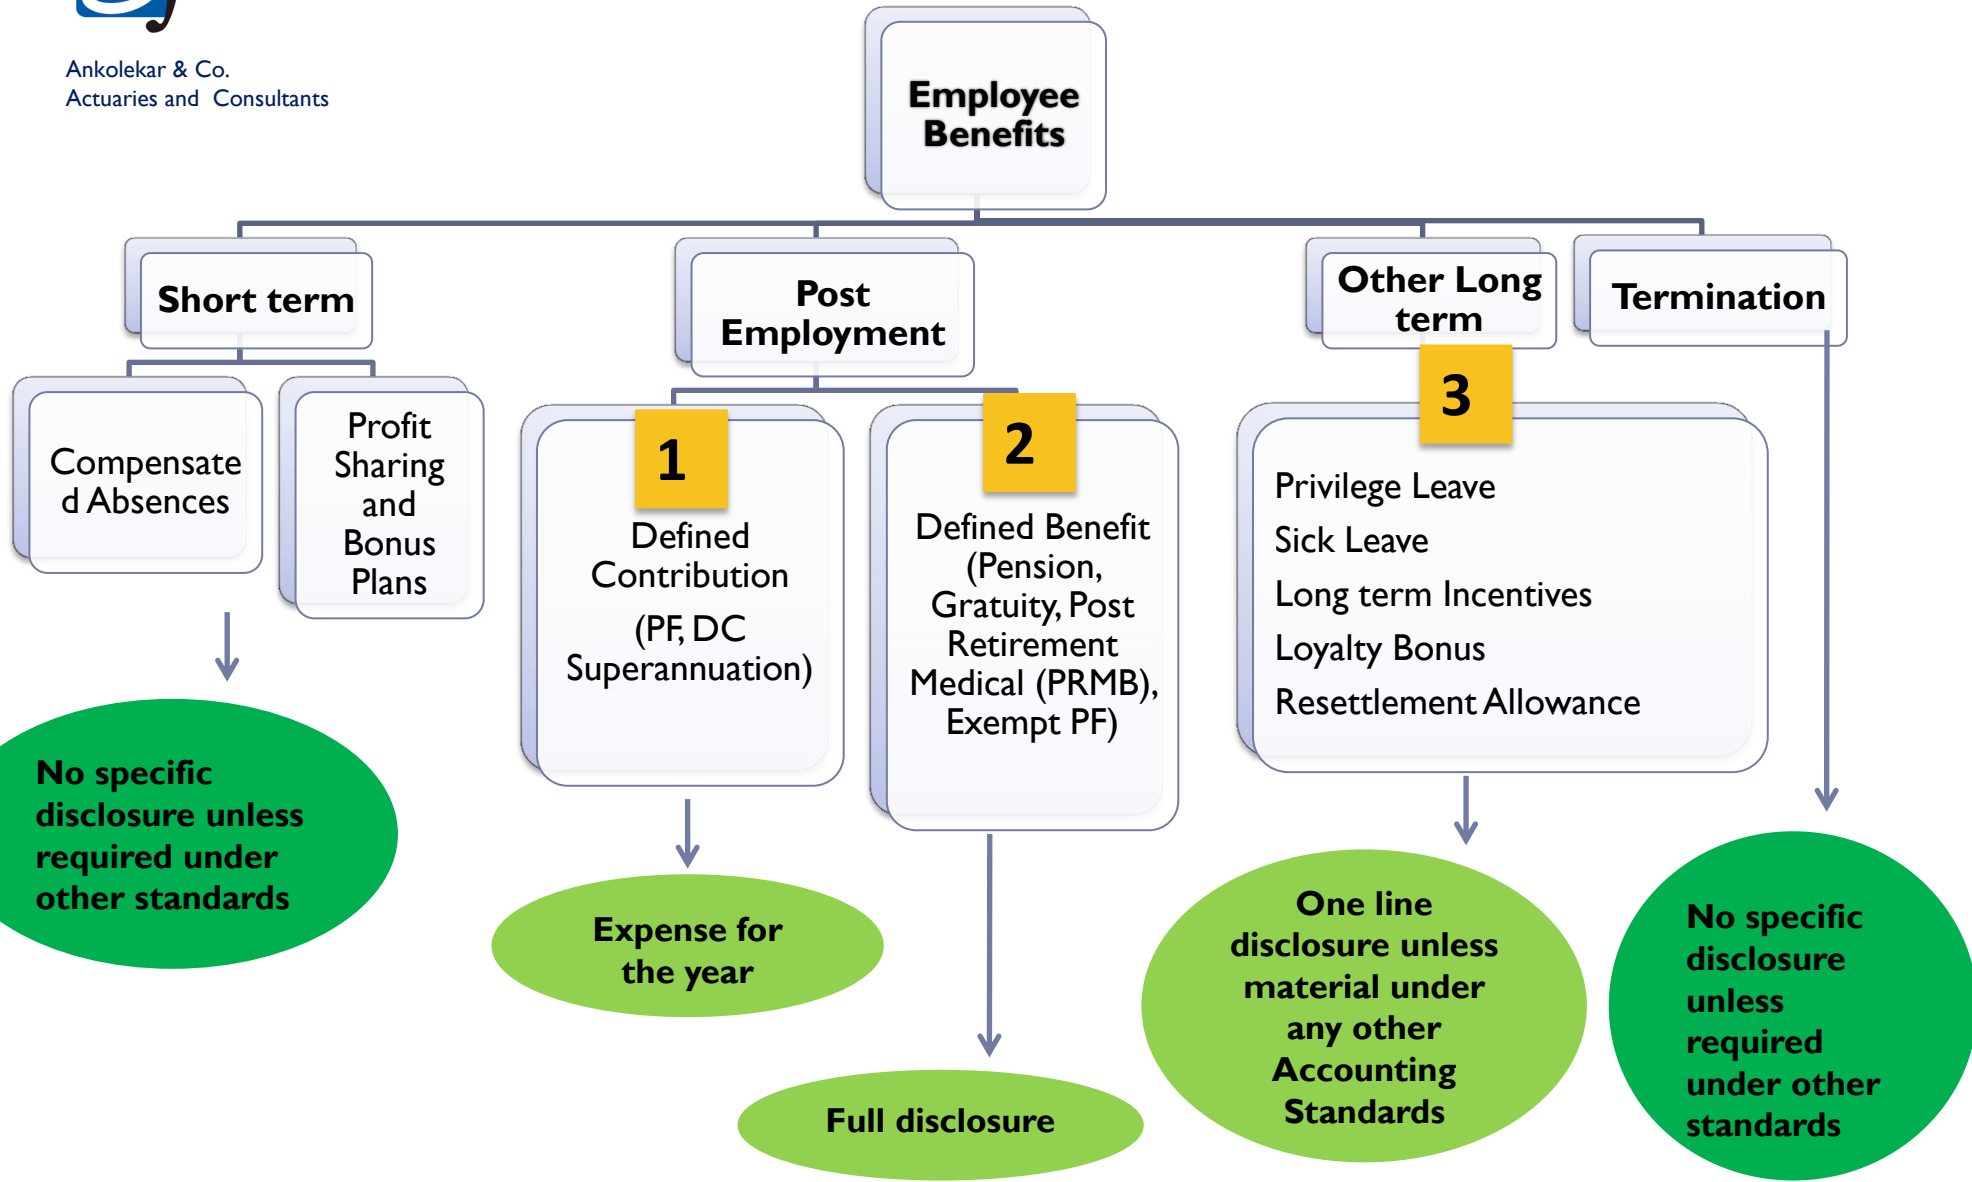 Ankolekar & Co.
Actuaries and Consultants
Employee
Benefits
Short term
Post
Employment
Other Long
term
Termination
Compensate
d Absences
Profit
Sharing
and
Bonus
Plans
1
Defined
Contribution
(PF, DC
Superannuation)
2
Defined Benefit
(Pension,
Gratuity, Post
Retirement
Medical (PRMB),
Exempt PF)
3
Privilege Leave
Sick Leave
Long term Incentives
Loyalty Bonus
Resettlement Allowance
No specific
disclosure unless
required under
other standards
Expense for
the year
Full disclosure
One line
disclosure unless
material under
any other
Accounting
Standards
No specific
disclosure
unless
required
under other
standards